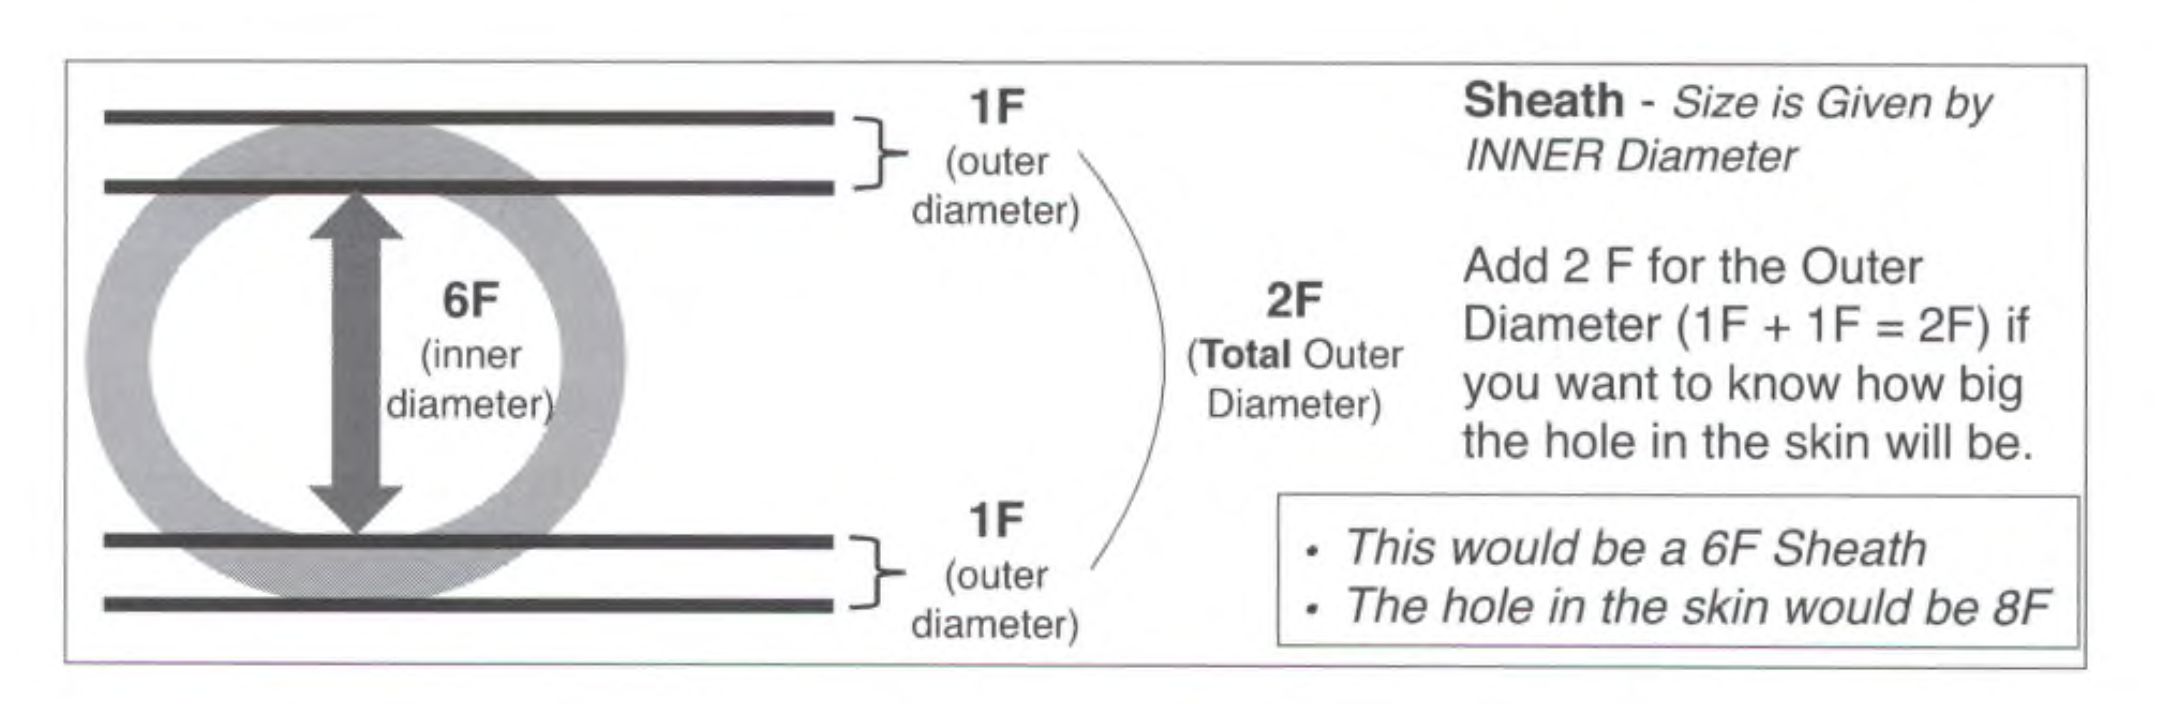 1F
(outer
diameter)
6F
(inner
diameter)
2F
(Total Outer
Diameter)
1F
(outer
diameter)
Sheath - Size is Given by
INNER Diameter
Add 2 F for the Outer
Diameter (1F + 1F = 2F) if
you want to know how big
the hole in the skin will be.
• This would be a 6F Sheath
• The hole in the skin would be 8F